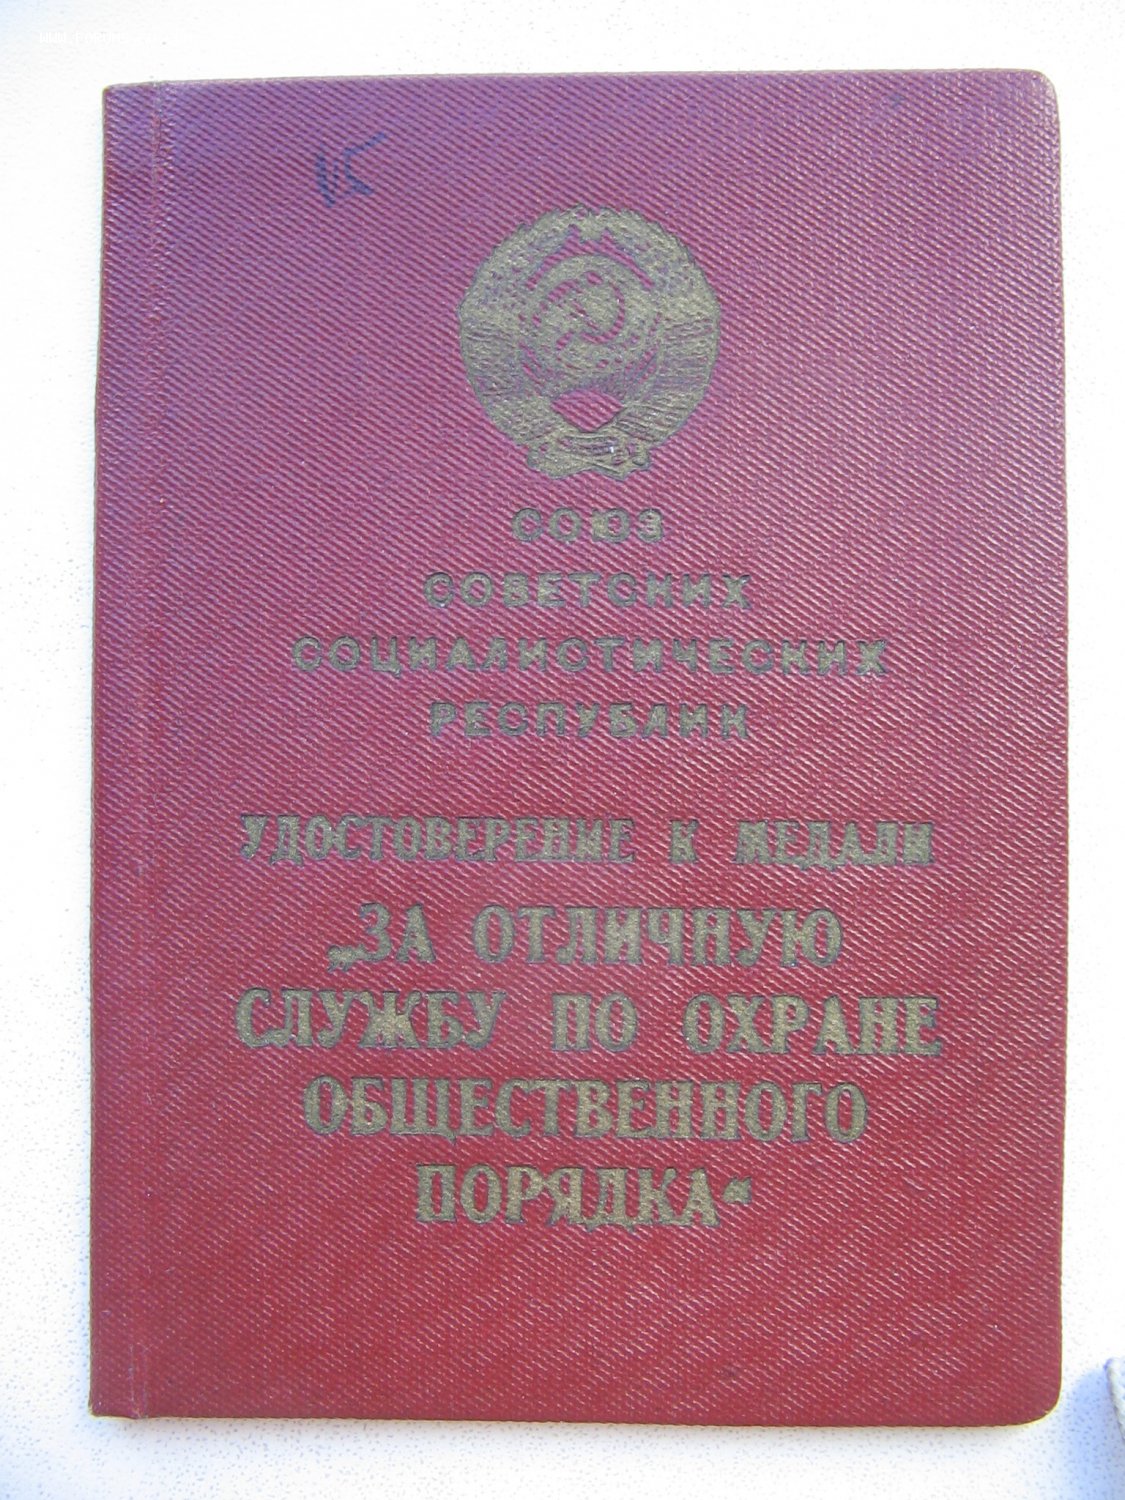 СОЮЗ
СОВЕТСКИХ
СОЦИАЛИСТИЧЕСКИХ
РЕСПУБЛИК
УДОСТОВЕРЕНИЕ К МЕДАЛИ
„ЗА ОТЛИЧНУЮ
СЛУЖБУ ПО ОХРАНЕ
ОБЩЕСТВЕННОГО
ПОРЯДКА“